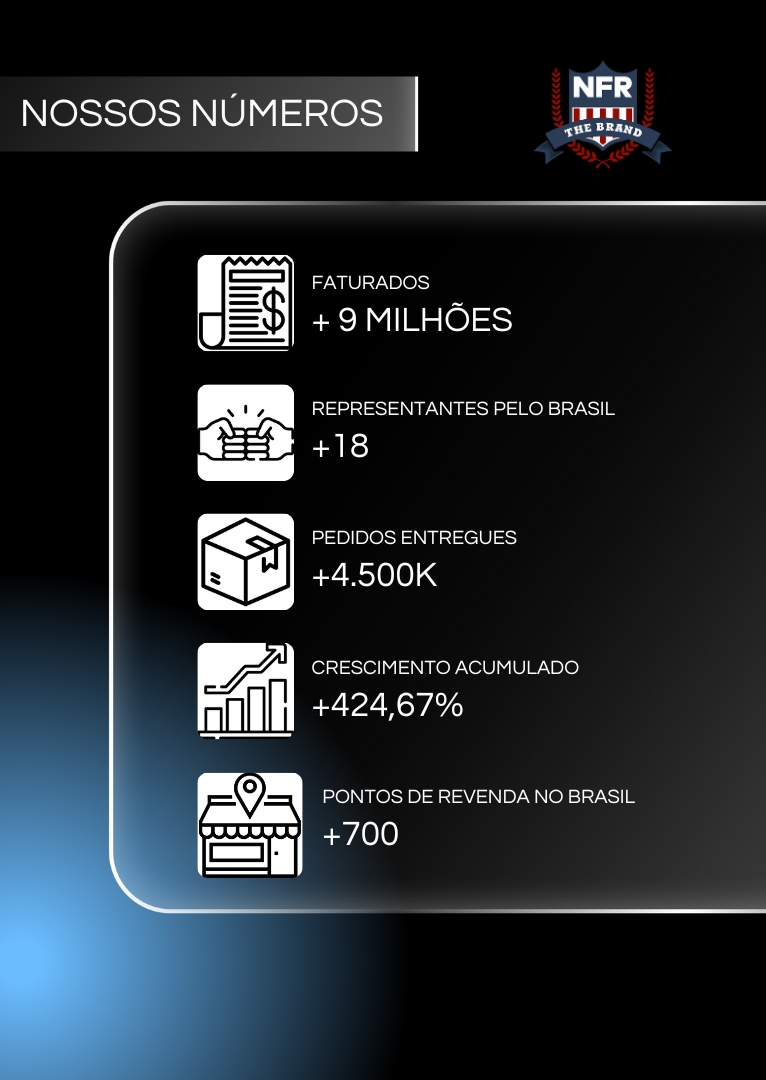 NOSSOS NÚMEROS
NFR
THE BRAND
FATURADOS
+ 9 MILHÕES
REPRESENTANTES PELO BRASIL
+18
PEDIDOS ENTREGUES
+4.500K
CRESCIMENTO ACUMULADO
+424,67%
PONTOS DE REVENDA NO BRASIL
+700